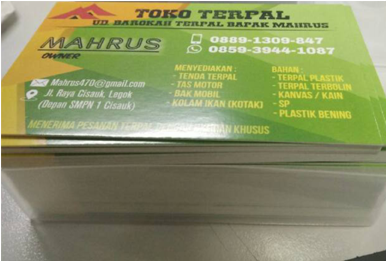 TOKO TERPAL
UD. BAROKAH TERPAL BAPAK MAHRUS
MAHRUS
OWNER
0889-1309-847
0859-3944-1087
Mahrus470@gmail.com
Jl. Raya Cisauk, Legok
(Depan SMPN 1 Cisauk)
MENYEDIAKAN :
- TENDA TERPAL
- TAS MOTOR
- BAK MOBIL
- KOLAM IKAN (KOTAK)
BAHAN :
- TERPAL PLASTIK
- TERPAL TERBOLIN
- KANVAS / KAIN
- SP
- PLASTIK BENING
MENERIMA PESANAN KHUSUS